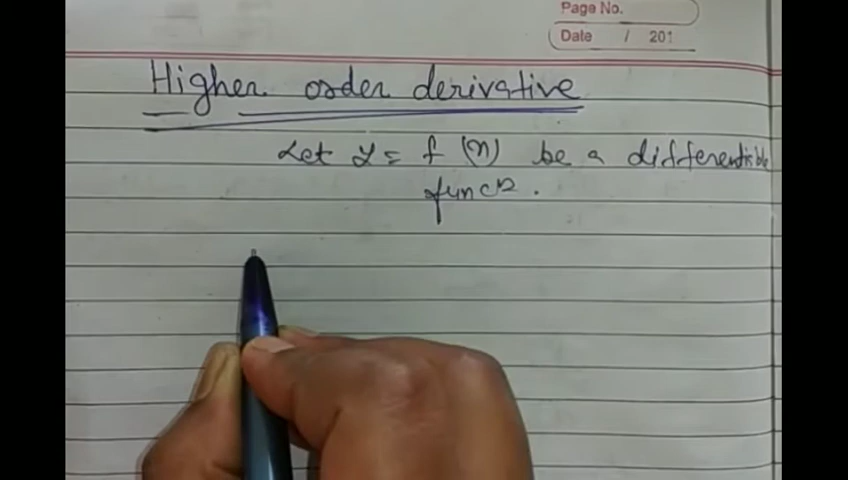 Page No.
Date / 201
Higher order derivative
Let y = f (x) be a differentiable
funcn.